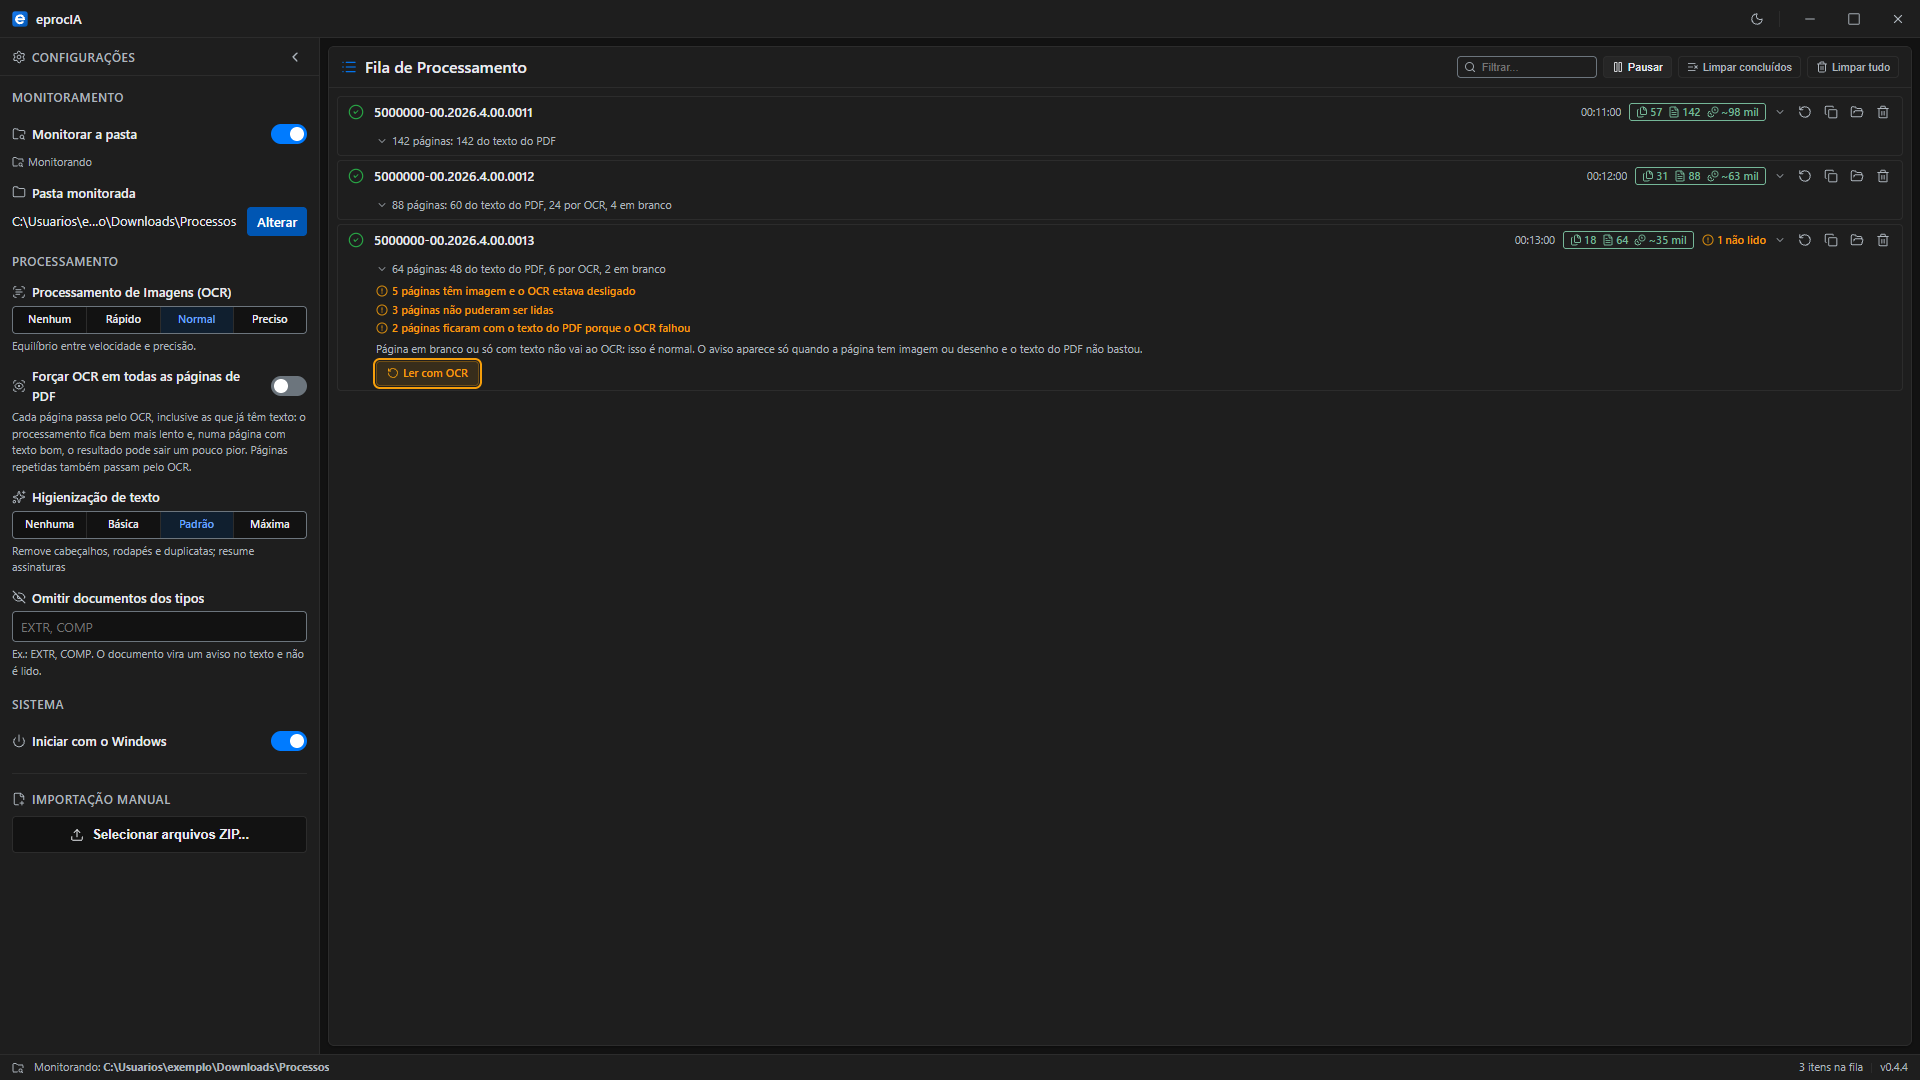 eprocIA
CONFIGURAÇÕES
MONITORAMENTO
Monitorar a pasta
Monitorando
Pasta monitorada
C:\Usuarios\e...o\Downloads\Processos
Alterar
PROCESSAMENTO
Processamento de Imagens (OCR)
Nenhum Rápido Normal Preciso
Equilíbrio entre velocidade e precisão.
Forçar OCR em todas as páginas de
PDF
Cada página passa pelo OCR, inclusive as que já têm texto: o
processamento fica bem mais lento e, numa página com
texto bom, o resultado pode sair um pouco pior. Páginas
repetidas também passam pelo OCR.
Higienização de texto
Nenhuma Básica Padrão Máxima
Remove cabeçalhos, rodapés e duplicatas; resume
assinaturas
Omitir documentos dos tipos
EXTR, COMP
Ex.: EXTR, COMP. O documento vira um aviso no texto e não
é lido.
SISTEMA
Iniciar com o Windows
IMPORTAÇÃO MANUAL
Selecionar arquivos ZIP...
Fila de Processamento
Filtrar...
Pausar
Limpar concluídos
Limpar tudo
5000000-00.2026.4.00.0011
00:11:00 57 142 ~98 mil
142 páginas: 142 do texto do PDF
5000000-00.2026.4.00.0012
00:12:00 31 88 ~63 mil
88 páginas: 60 do texto do PDF, 24 por OCR, 4 em branco
5000000-00.2026.4.00.0013
00:13:00 18 64 ~35 mil 1 não lido
64 páginas: 48 do texto do PDF, 6 por OCR, 2 em branco
5 páginas têm imagem e o OCR estava desligado
3 páginas não puderam ser lidas
2 páginas ficaram com o texto do PDF porque o OCR falhou
Página em branco ou só com texto não vai ao OCR: isso é normal. O aviso aparece só quando a página tem imagem ou desenho e o texto do PDF não bastou.
Ler com OCR
Monitorando: C:\Usuarios\exemplo\Downloads\Processos
3 itens na fila
v0.4.4